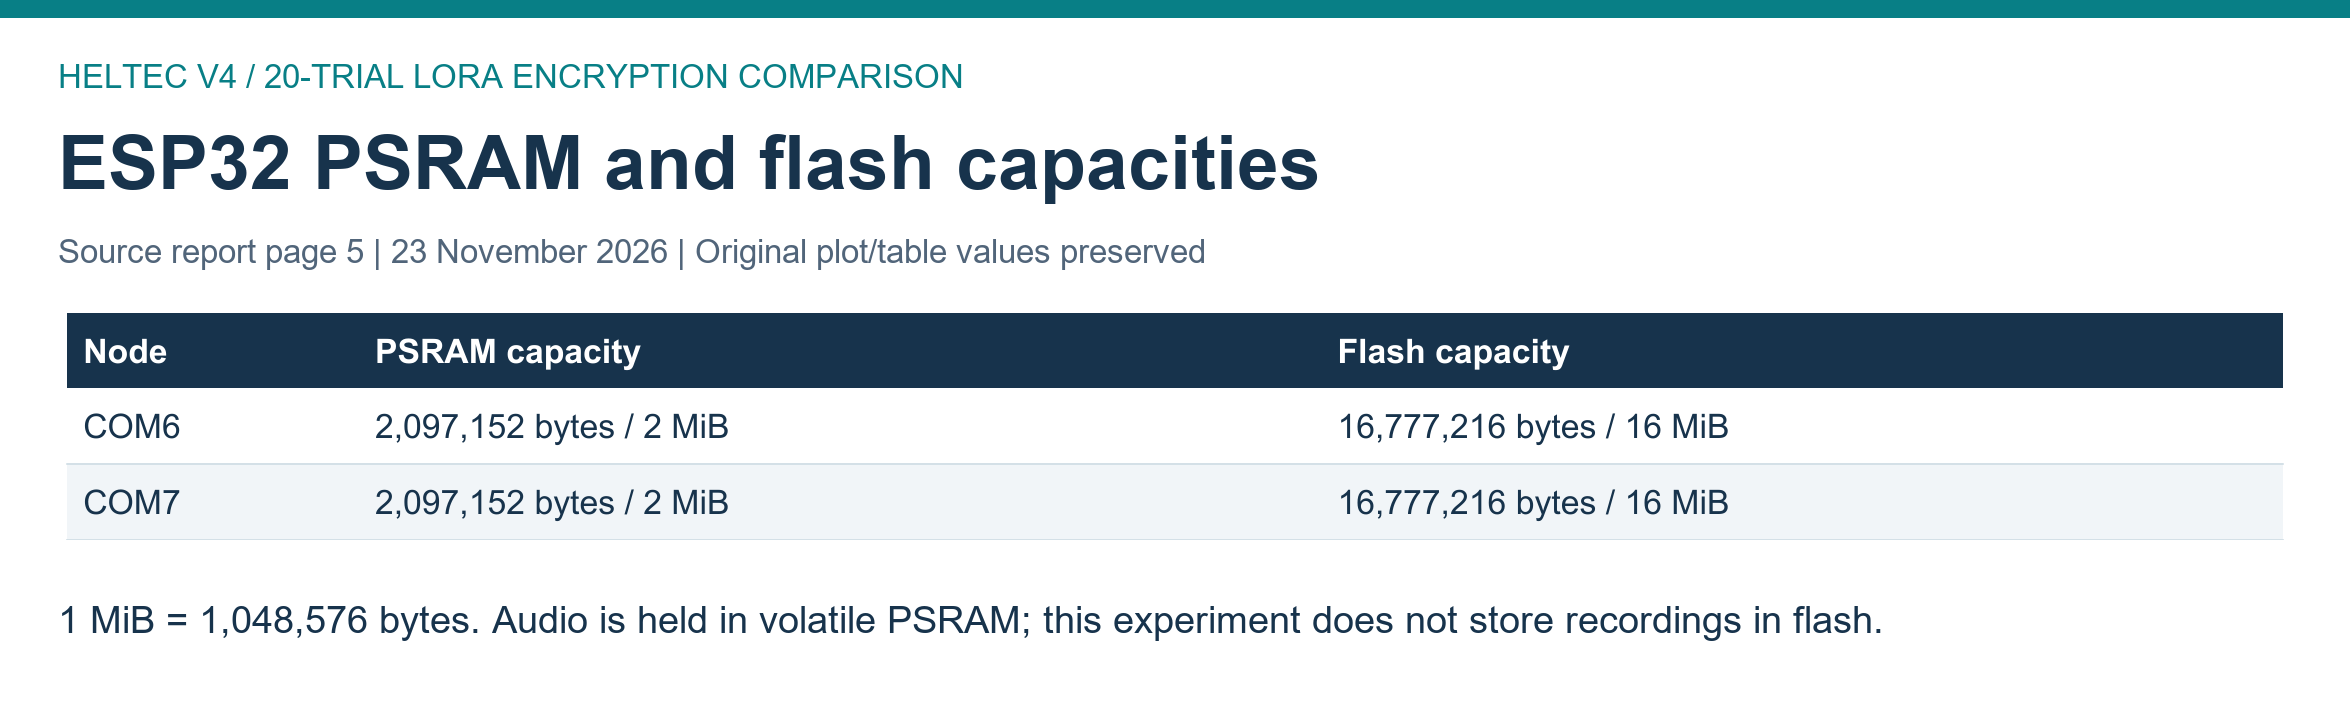 HELTEC V4 / 20-TRIAL LORA ENCRYPTION COMPARISON
ESP32 PSRAM and flash capacities
Source report page 5 | 23 November 2026 | Original plot/table values preserved
Node PSRAM capacity Flash capacity
COM6 2,097,152 bytes / 2 MiB 16,777,216 bytes / 16 MiB
COM7 2,097,152 bytes / 2 MiB 16,777,216 bytes / 16 MiB
1 MiB = 1,048,576 bytes. Audio is held in volatile PSRAM; this experiment does not store recordings in flash.